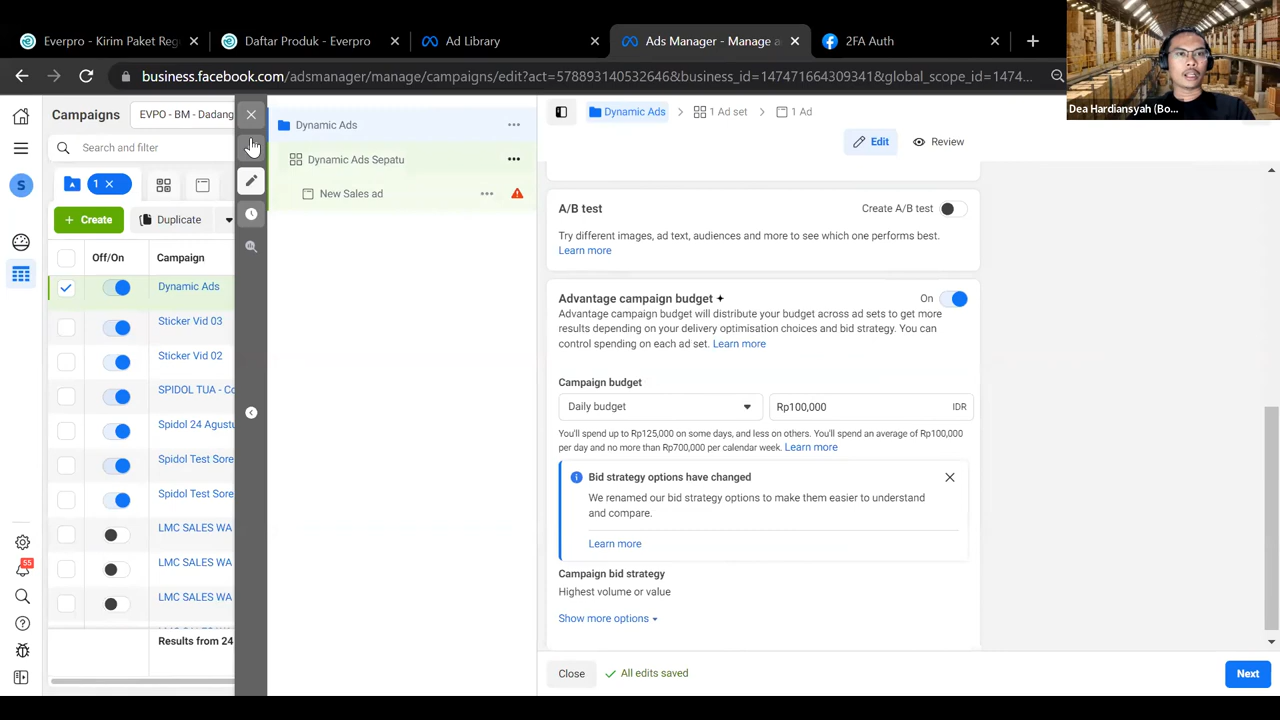 Everpro - Kirim Paket Reg
Daftar Produk - Everpro
Ad Library
Ads Manager - Manage a
2FA Auth
business.facebook.com/adsmanager/manage/campaigns/edit?act=578893140532646&business_id=147471664309341&global_scope_id=1474...
Dea Hardiansyah (Bo...
Campaigns
EVPO - BM - Dadang
Search and filter
1
S
Create
Duplicate
Off/On
Campaign
Dynamic Ads
Sticker Vid 03
Sticker Vid 02
SPIDOL TUA - Co
Spidol 24 Agustu
Spidol Test Sore
Spidol Test Sore
LMC SALES WA
LMC SALES WA
LMC SALES WA
Results from 24
55
Dynamic Ads
Dynamic Ads Sepatu
New Sales ad
Dynamic Ads
1 Ad set
1 Ad
Edit
Review
A/B test
Create A/B test
Try different images, ad text, audiences and more to see which one performs best.
Learn more
Advantage campaign budget
On
Advantage campaign budget will distribute your budget across ad sets to get more
results depending on your delivery optimisation choices and bid strategy. You can
control spending on each ad set. Learn more
Campaign budget
Daily budget
Rp100,000
IDR
You'll spend up to Rp125,000 on some days, and less on others. You'll spend an average of Rp100,000
per day and no more than Rp700,000 per calendar week. Learn more
Bid strategy options have changed
We renamed our bid strategy options to make them easier to understand
and compare.
Learn more
Campaign bid strategy
Highest volume or value
Show more options
Close
All edits saved
Next